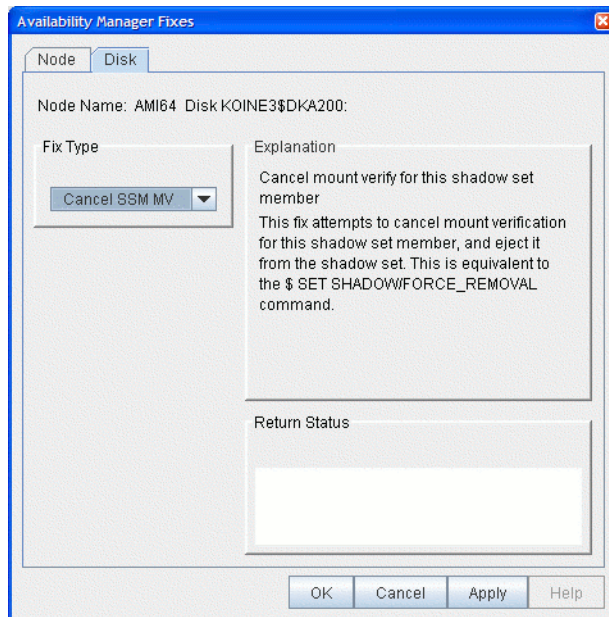 Availability Manager Fixes
Node
Disk
Node Name: AMI64 Disk KOINE3$DKA200:
Fix Type
Cancel SSM MV
Explanation
Cancel mount verify for this shadow set
member
This fix attempts to cancel mount verification
for this shadow set member, and eject it
from the shadow set. This is equivalent to
the $ SET SHADOW/FORCE_REMOVAL
command.
Return Status
OK
Cancel
Apply
Help